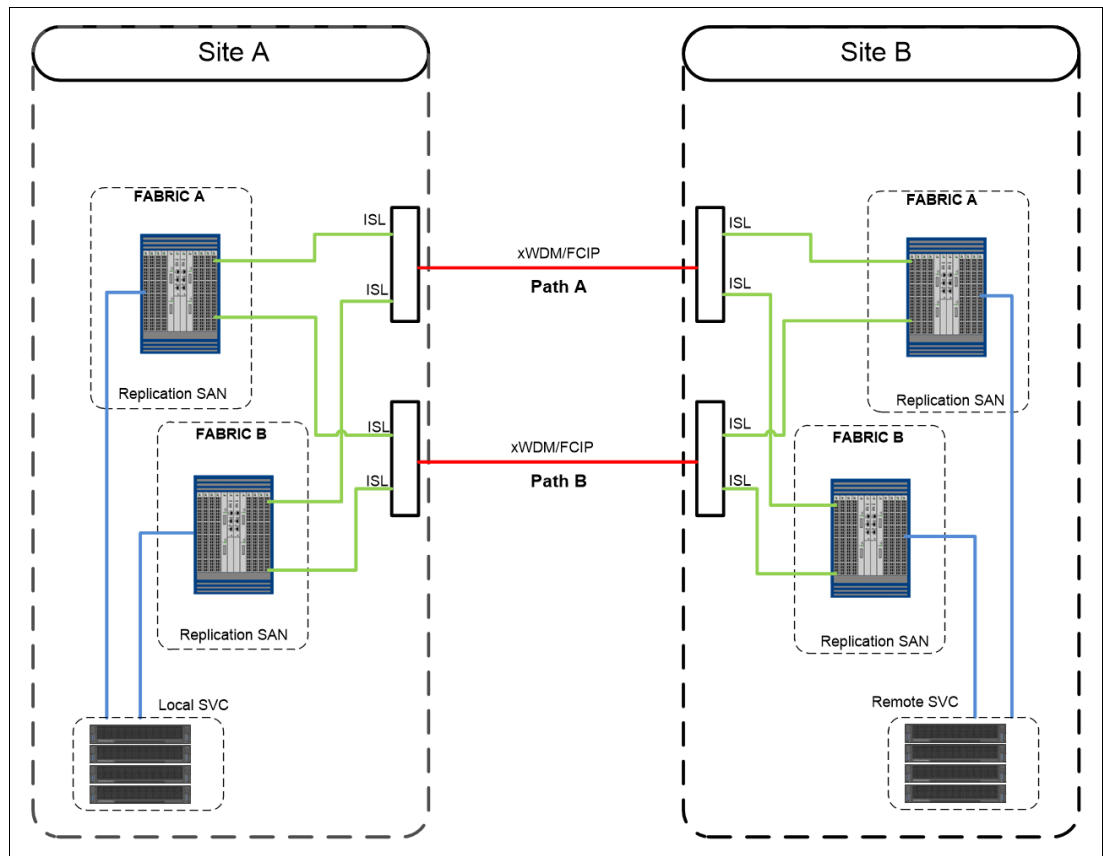 Site A
Site B
FABRIC A
ISL
ISL
Replication SAN
FABRIC B
ISL
ISL
Replication SAN
Local SVC
xWDM/FCIP
Path A
xWDM/FCIP
Path B
ISL
ISL
FABRIC A
Replication SAN
ISL
ISL
FABRIC B
Replication SAN
Remote SVC